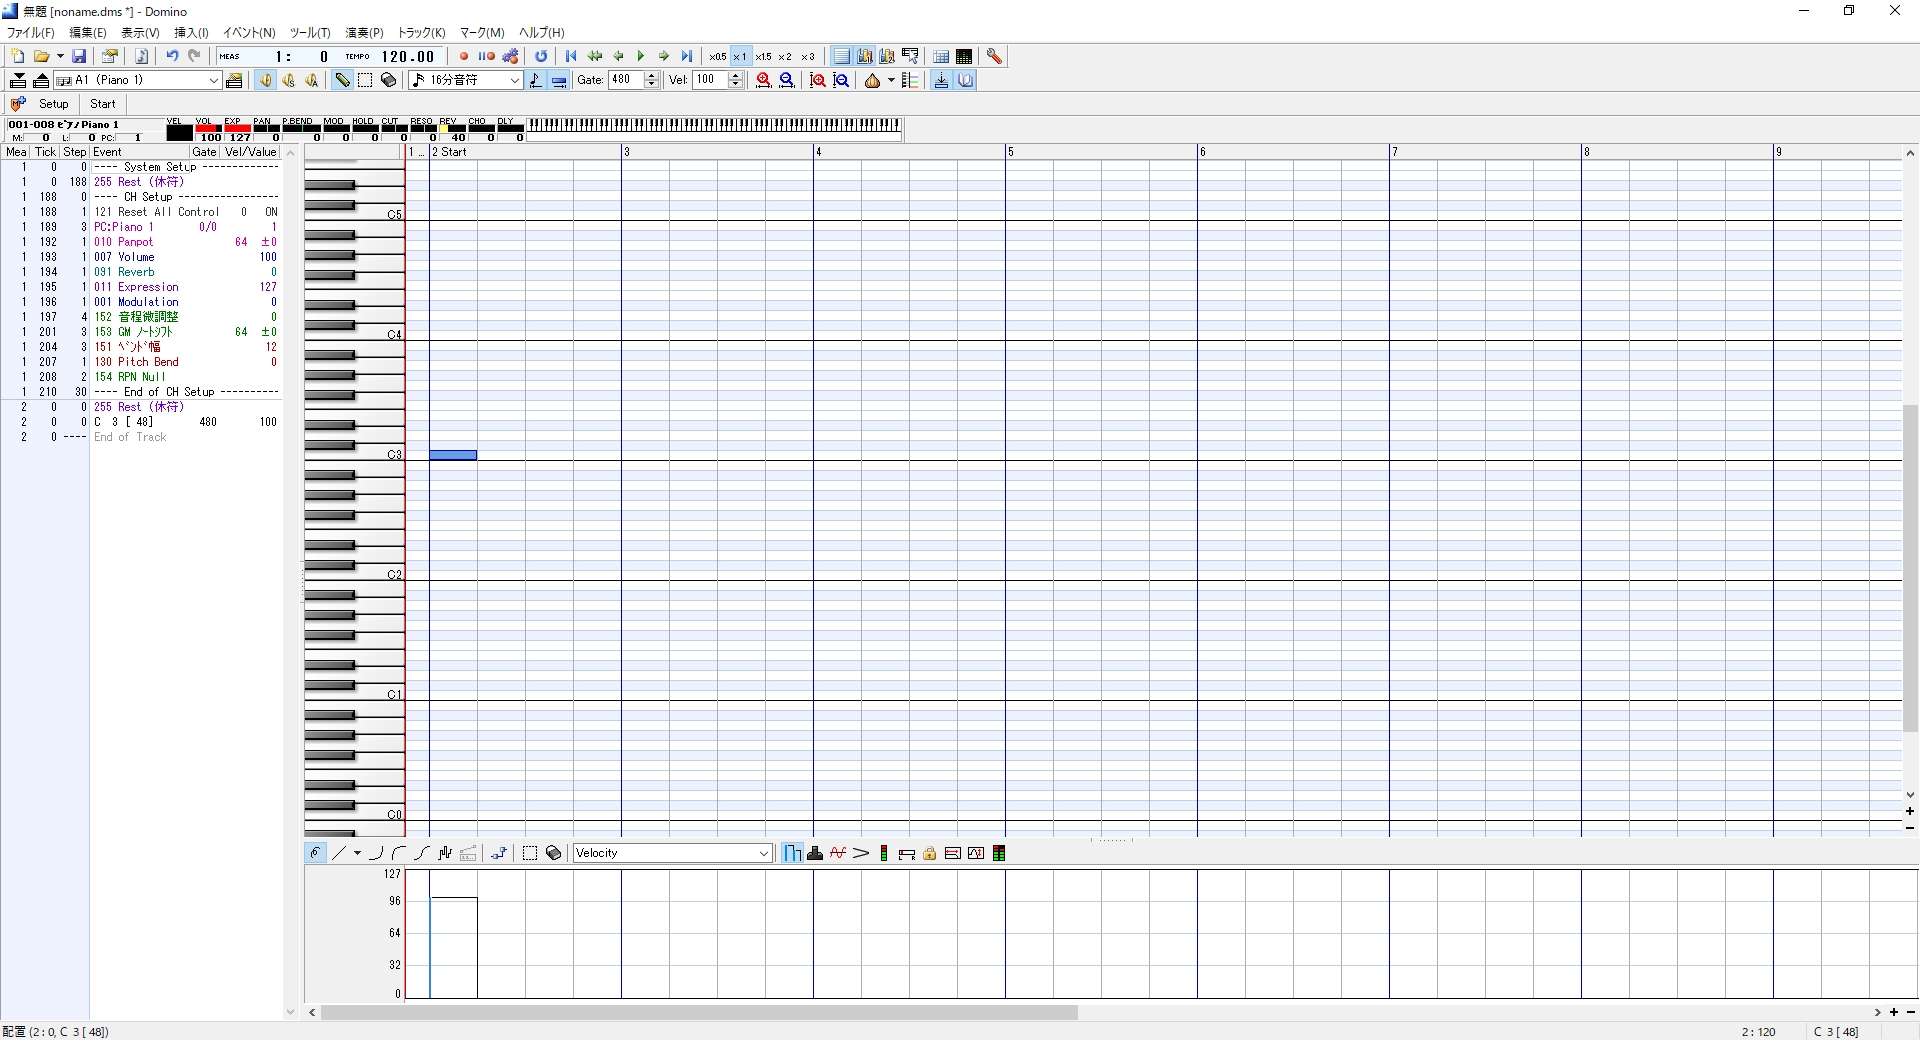 無題 [noname.dms *] - Domino
ファイル(F) 編集(E) 表示(V) 挿入(I) イベント(N) ツール(T) 演奏(P) トラック(K) マーク(M) ヘルプ(H)
MEAS 1: 0 TEMPO 120.00 x0.5 x1 x1.5 x2 x3
A1 (Piano 1) 16分音符 Gate: 480 Vel: 100
Setup Start
001-008 ﾋﾟｱﾉPiano 1 VEL VOL EXP PAN P.BEND MOD HOLD CUT RESO REV CHO DLY
M: 0 L: 0 PC: 1 100 127 0 0 0 0 0 0 40 0 0
Mea Tick Step Event Gate Vel/Value 1 ... 2 Start 3 4 5 6 7 8 9
1 0 0 ---- System Setup -------------
1 0 188 255 Rest (休符)
1 188 0 ---- CH Setup -----------------
1 188 1 121 Reset All Control 0 ON
1 189 3 PC:Piano 1 0/0 1
1 192 1 010 Panpot 64 ±0
1 193 1 007 Volume 100
1 194 1 091 Reverb 0
1 195 1 011 Expression 127
1 196 1 001 Modulation 0
1 197 4 152 音程微調整 0
1 201 3 153 GM ﾉｰﾄｼﾌﾄ 64 ±0
1 204 3 151 ﾍﾞﾝﾄﾞ幅 12
1 207 1 130 Pitch Bend 0
1 208 2 154 RPN Null
1 210 30 ---- End of CH Setup ----------
2 0 0 255 Rest (休符)
2 0 0 C 3 [ 48] 480 100
2 0 ---- End of Track
C5
C4
C3
C2
C1
C0
Velocity
127
96
64
32
0
配置 (2 : 0, C 3 [ 48]) 2 : 120 C 3 [ 48]